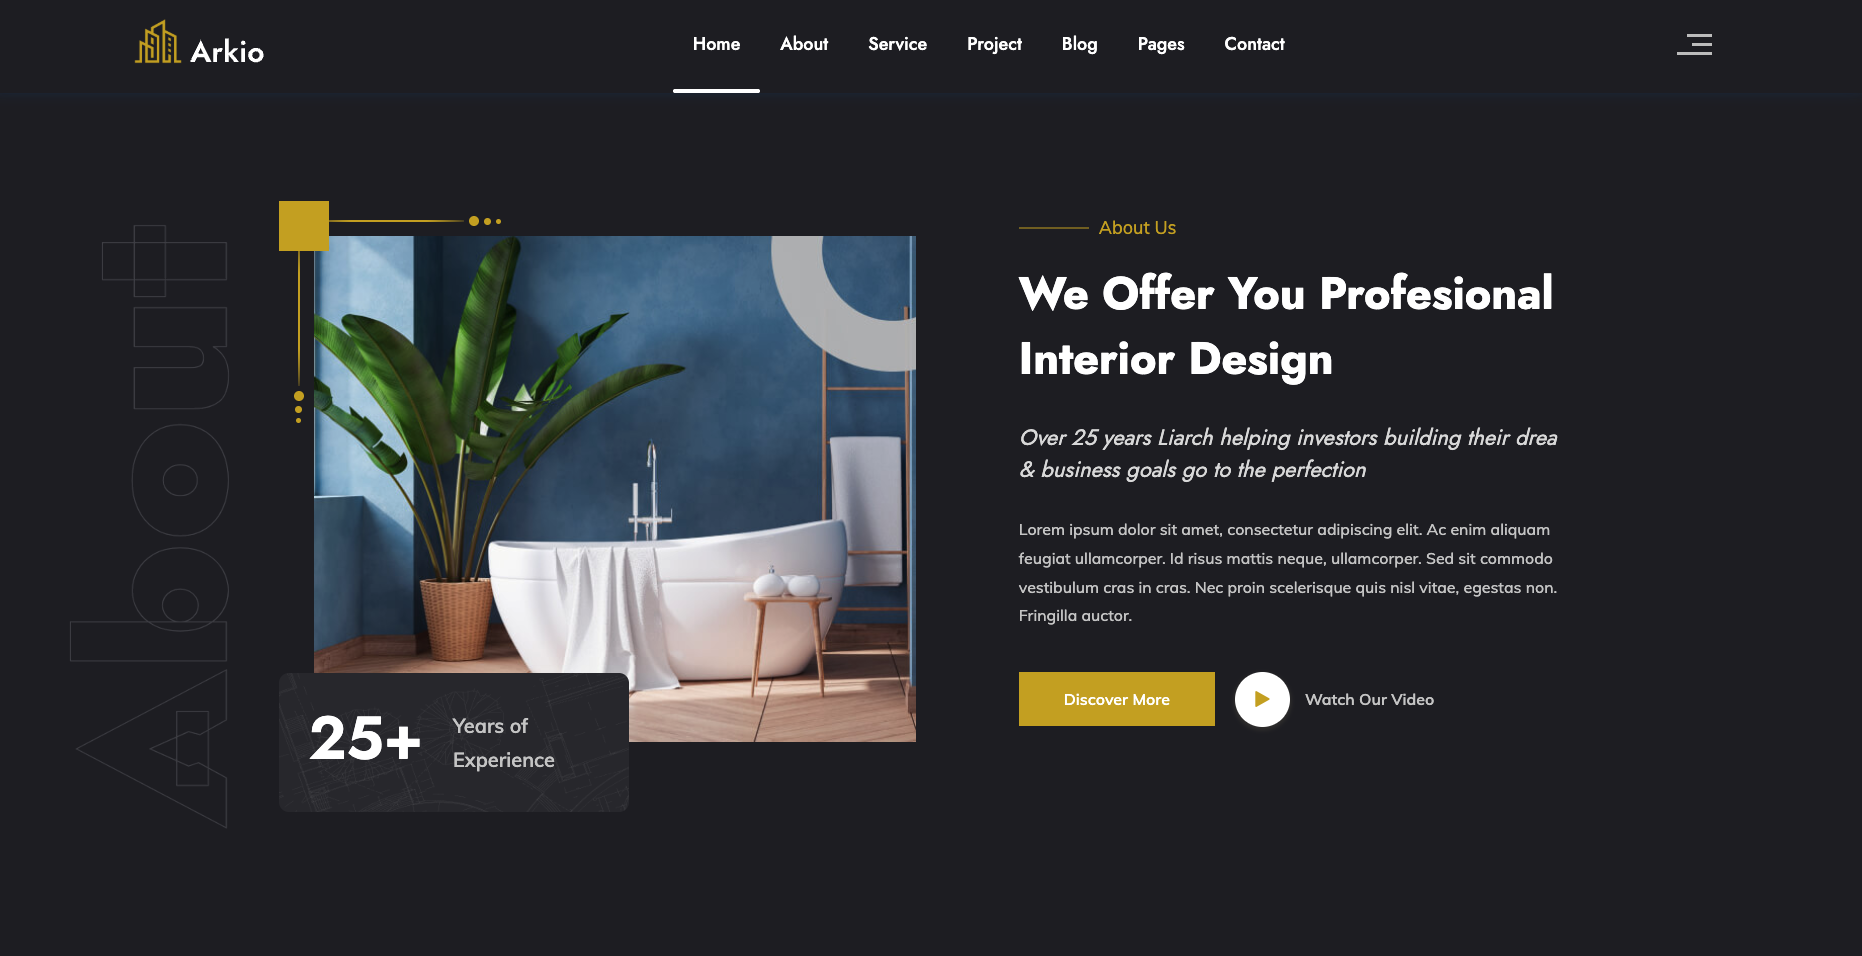 Arkio
Home About Service Project Blog Pages Contact
About
About Us
We Offer You Profesional
Interior Design
Over 25 years Liarch helping investors building their drea
& business goals go to the perfection
Lorem ipsum dolor sit amet, consectetur adipiscing elit. Ac enim aliquam
feugiat ullamcorper. Id risus mattis neque, ullamcorper. Sed sit commodo
vestibulum cras in cras. Nec proin scelerisque quis nisl vitae, egestas non.
Fringilla auctor.
Discover More
Watch Our Video
25+
Years of
Experience